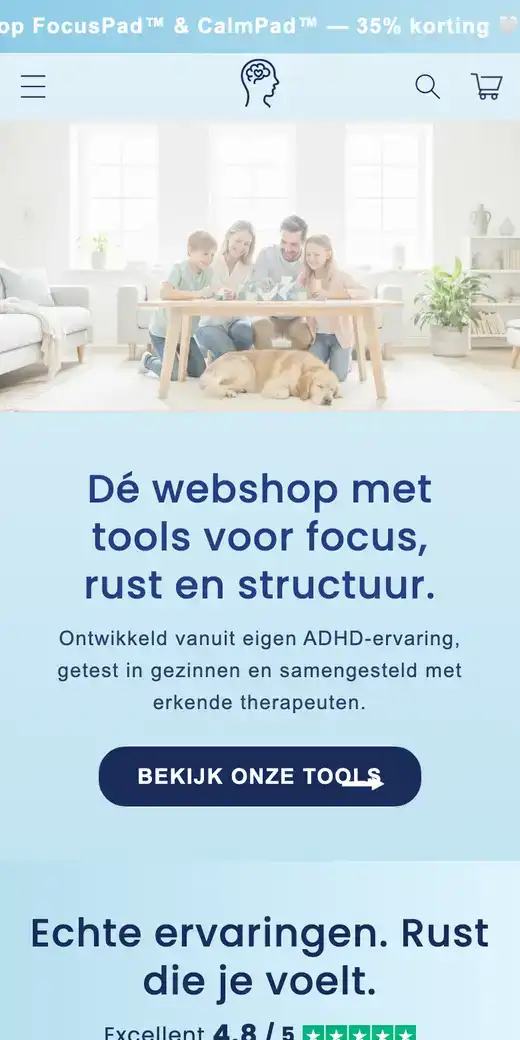 op FocusPad™ & CalmPad™ — 35% korting 🤍
Dé webshop met
tools voor focus,
rust en structuur.
Ontwikkeld vanuit eigen ADHD-ervaring,
getest in gezinnen en samengesteld met
erkende therapeuten.
BEKIJK ONZE TOOLS
Echte ervaringen. Rust
die je voelt.
Excellent 4.8 / 5